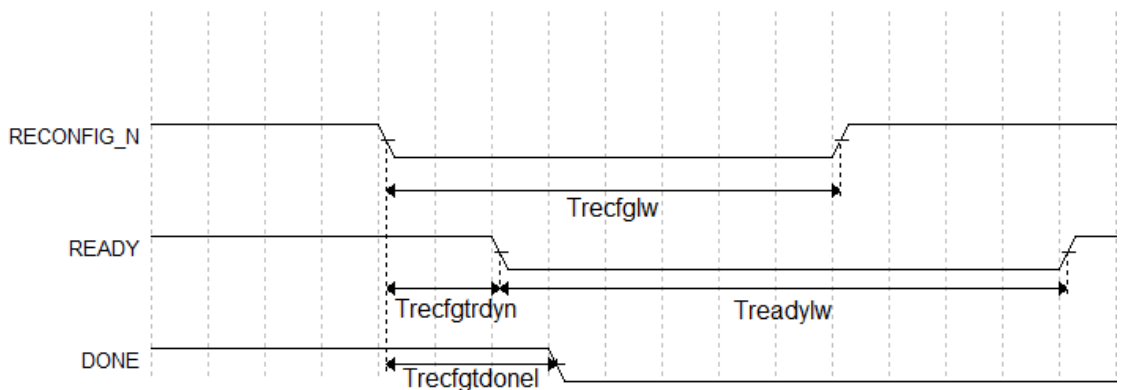 RECONFIG_N
Trecfglw
READY
Trecfgtrdyn
Treadylw
DONE
Trecfgtdonel